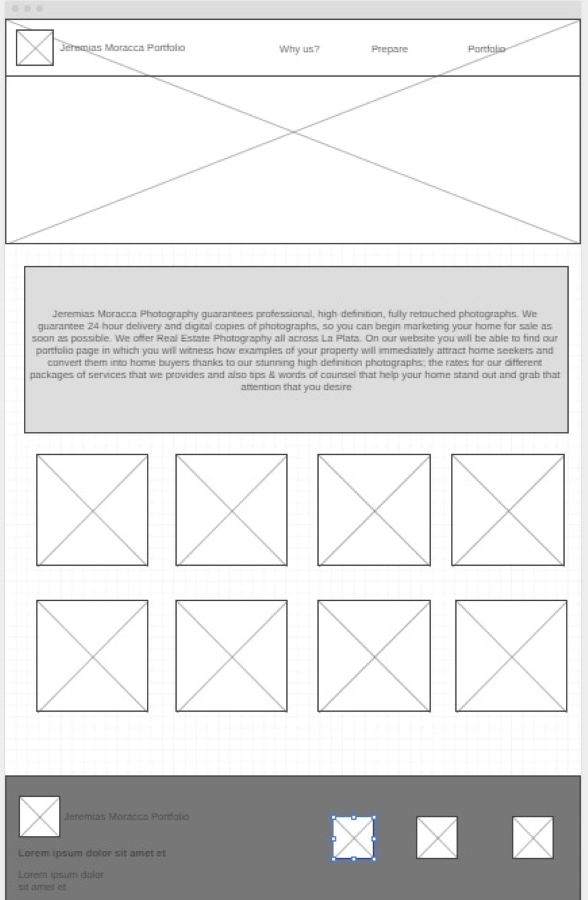 Jeremias Moracca Portfolio
Why us?
Prepare
Portfolio
Jeremias Moracca Photography guarantees professional, high-definition, fully retouched photographs. We
guarantee 24 hour delivery and digital copies of photographs, so you can begin marketing your home for sale as
soon as possible. We offer Real Estate Photography all across La Plata. On our website you will be able to find our
portfolio page in which you will witness how examples of your property will immediately attract home seekers and
convert them into home buyers thanks to our stunning high-definition photographs; the rates for our different
packages of services that we provides and also tips & words of counsel that help your home stand out and grab that
attention that you desire
Jeremias Moracca Portfolio
Lorem ipsum dolor sit amet et
Lorem ipsum dolor
sit amet et